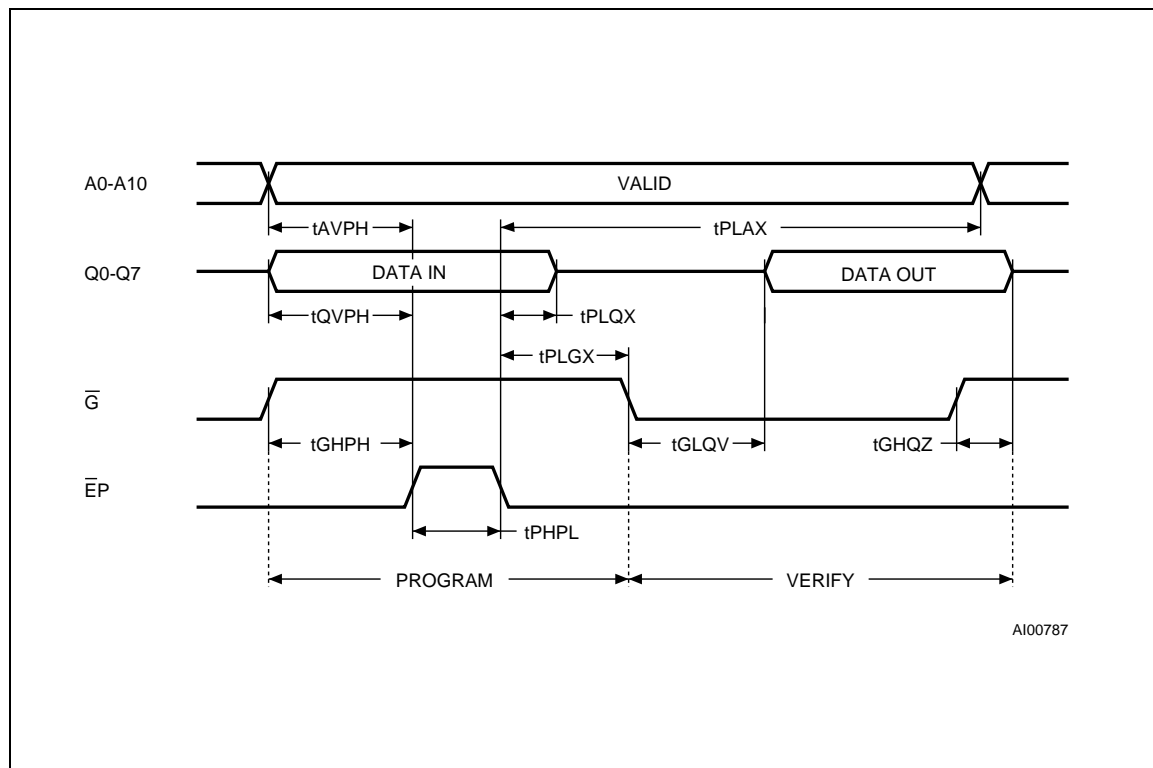 A0-A10
VALID
tAVPH
tPLAX
Q0-Q7
DATA IN
DATA OUT
tQVPH
tPLQX
tPLGX
G̅
tGHPH
tGLQV
tGHQZ
E̅P
tPHPL
PROGRAM
VERIFY
AI00787